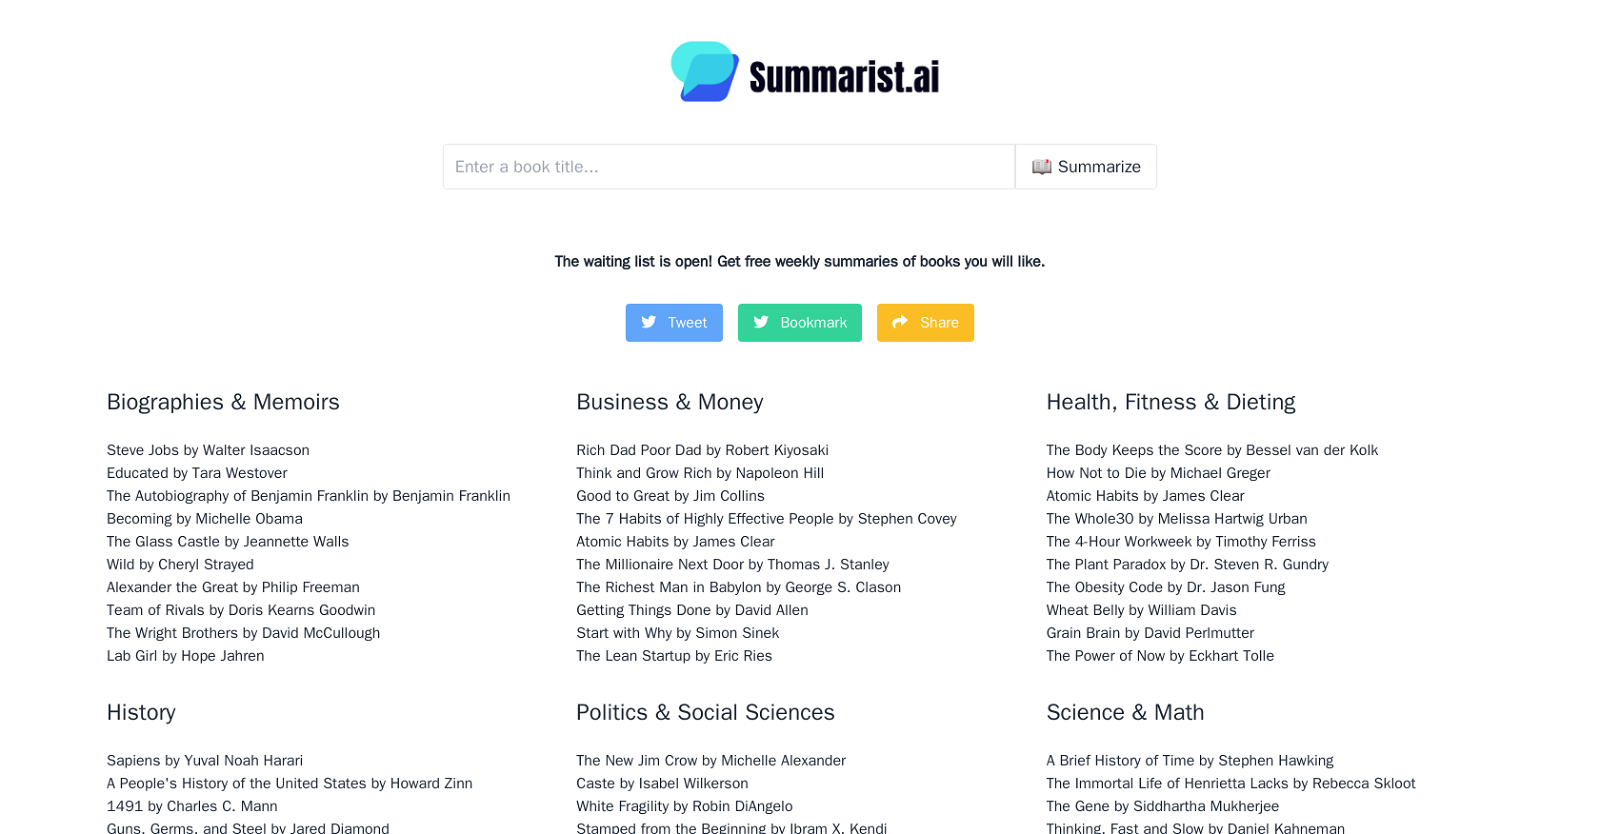 Summarist.ai
Enter a book title...
📖 Summarize
The waiting list is open! Get free weekly summaries of books you will like.
Tweet
Bookmark
Share
Biographies & Memoirs
Steve Jobs by Walter Isaacson
Educated by Tara Westover
The Autobiography of Benjamin Franklin by Benjamin Franklin
Becoming by Michelle Obama
The Glass Castle by Jeannette Walls
Wild by Cheryl Strayed
Alexander the Great by Philip Freeman
Team of Rivals by Doris Kearns Goodwin
The Wright Brothers by David McCullough
Lab Girl by Hope Jahren
Business & Money
Rich Dad Poor Dad by Robert Kiyosaki
Think and Grow Rich by Napoleon Hill
Good to Great by Jim Collins
The 7 Habits of Highly Effective People by Stephen Covey
Atomic Habits by James Clear
The Millionaire Next Door by Thomas J. Stanley
The Richest Man in Babylon by George S. Clason
Getting Things Done by David Allen
Start with Why by Simon Sinek
The Lean Startup by Eric Ries
Health, Fitness & Dieting
The Body Keeps the Score by Bessel van der Kolk
How Not to Die by Michael Greger
Atomic Habits by James Clear
The Whole30 by Melissa Hartwig Urban
The 4-Hour Workweek by Timothy Ferriss
The Plant Paradox by Dr. Steven R. Gundry
The Obesity Code by Dr. Jason Fung
Wheat Belly by William Davis
Grain Brain by David Perlmutter
The Power of Now by Eckhart Tolle
History
Sapiens by Yuval Noah Harari
A People's History of the United States by Howard Zinn
1491 by Charles C. Mann
Guns, Germs, and Steel by Jared Diamond
Politics & Social Sciences
The New Jim Crow by Michelle Alexander
Caste by Isabel Wilkerson
White Fragility by Robin DiAngelo
Stamped from the Beginning by Ibram X. Kendi
Science & Math
A Brief History of Time by Stephen Hawking
The Immortal Life of Henrietta Lacks by Rebecca Skloot
The Gene by Siddhartha Mukherjee
Thinking, Fast and Slow by Daniel Kahneman